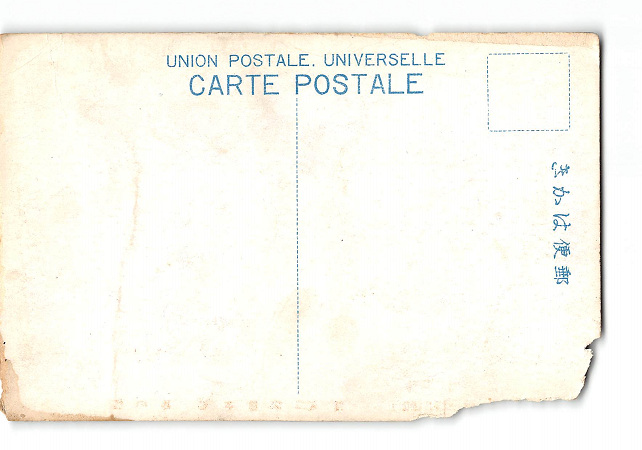 UNION POSTALE. UNIVERSELLE
CARTE POSTALE
郵便はかき